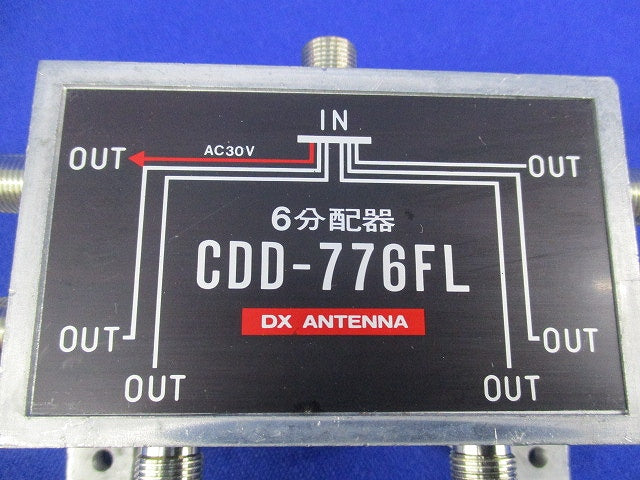 IN
AC30V
OUT
OUT
6分配器
CDD-776FL
DX ANTENNA
OUT
OUT
OUT
OUT